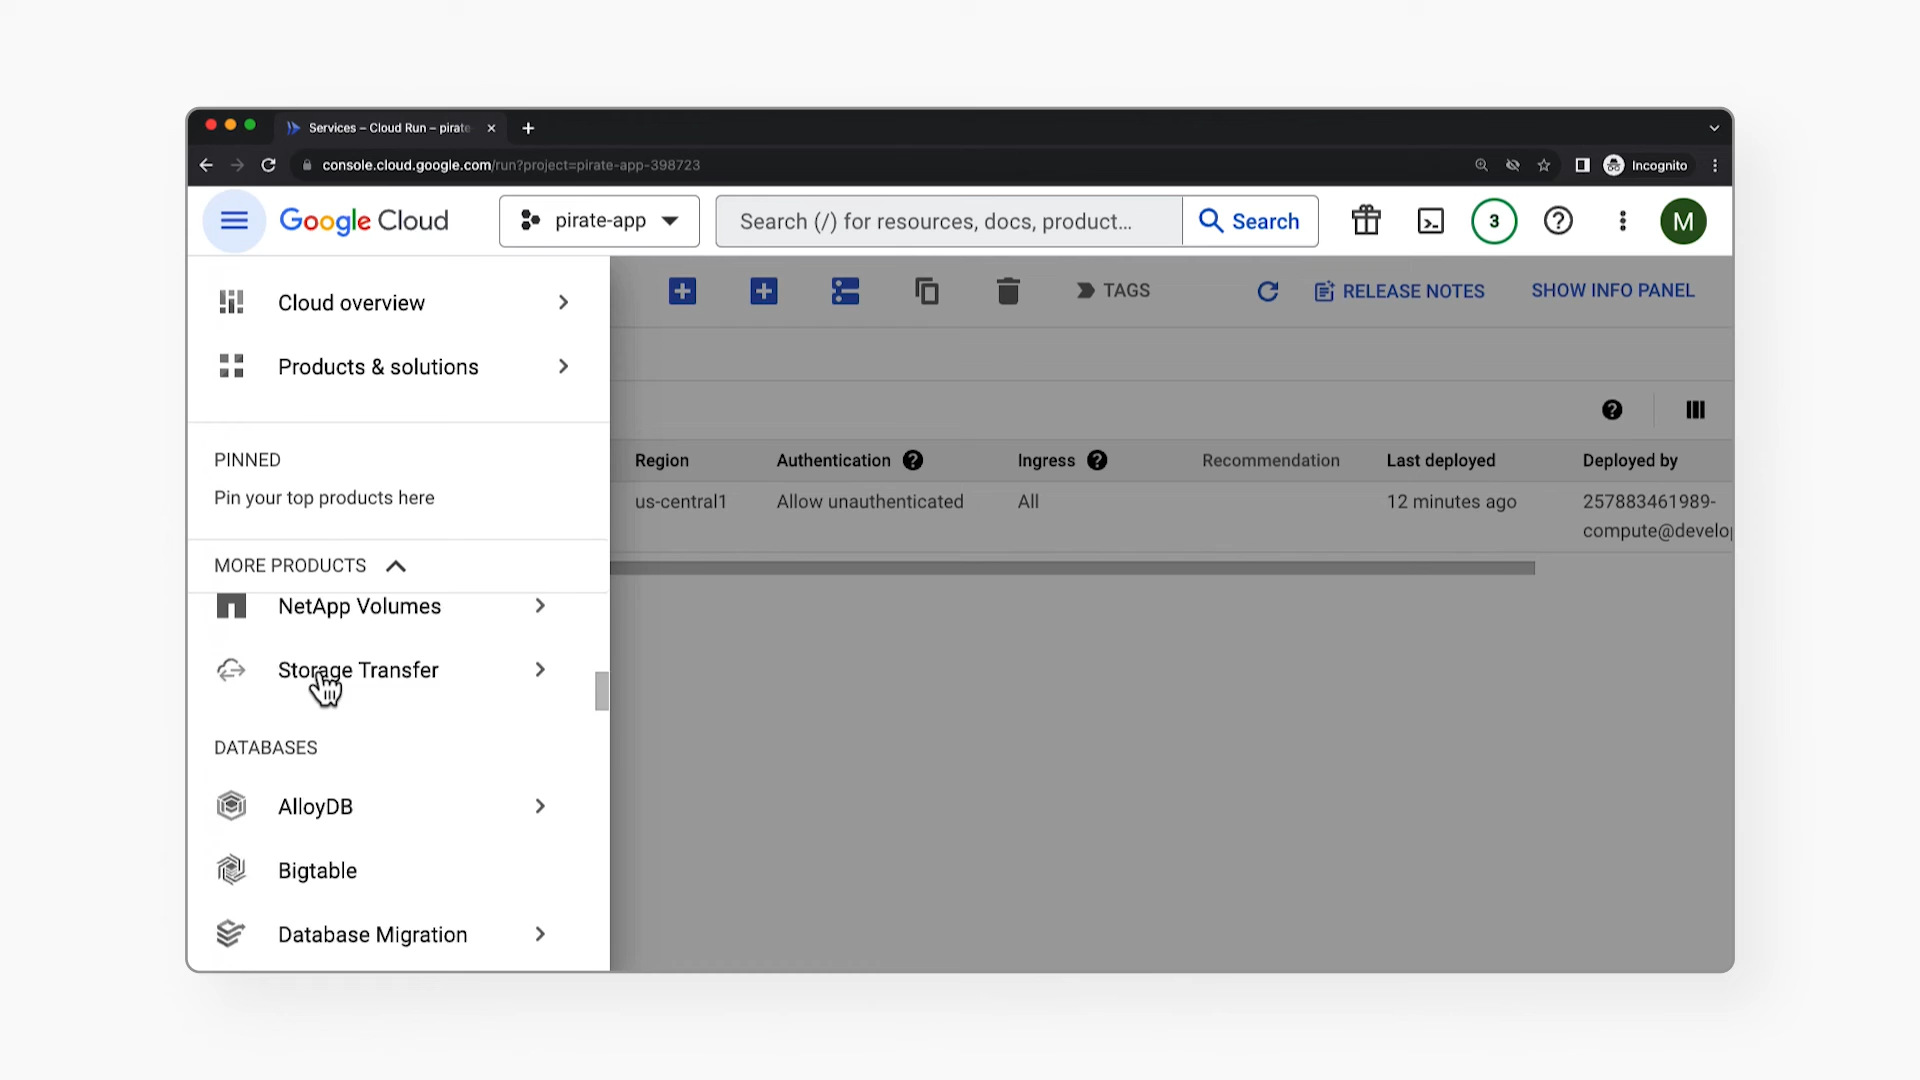 Services – Cloud Run – pirate
console.cloud.google.com/run?project=pirate-app-398723
Incognito
Google Cloud
pirate-app
Search (/) for resources, docs, product...
Search
3
M
Cloud overview
Products & solutions
PINNED
Pin your top products here
MORE PRODUCTS
NetApp Volumes
Storage Transfer
DATABASES
AlloyDB
Bigtable
Database Migration
TAGS
RELEASE NOTES
SHOW INFO PANEL
Region
Authentication
Ingress
Recommendation
Last deployed
Deployed by
us-central1
Allow unauthenticated
All
12 minutes ago
257883461989-
compute@develo